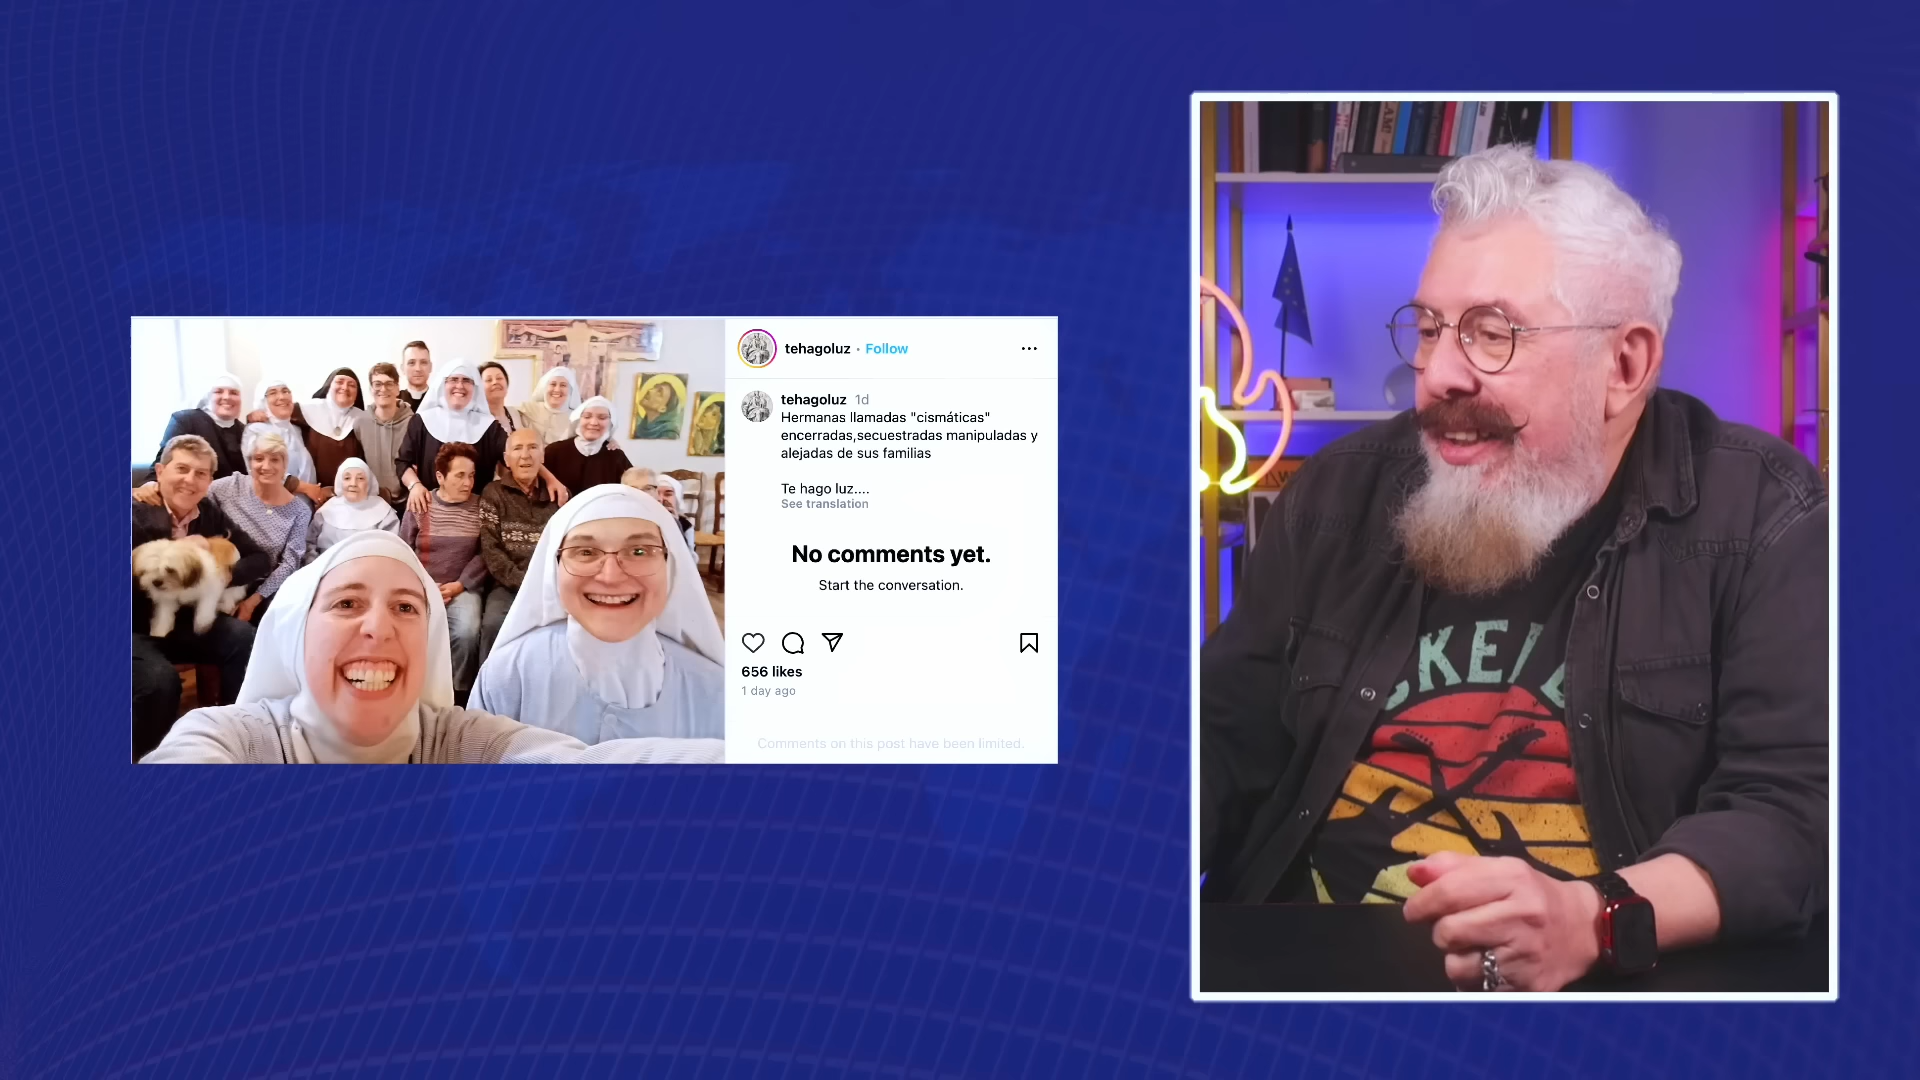 tehagoluz · Follow
tehagoluz 1d
Hermanas llamadas "cismáticas"
encerradas,secuestradas manipuladas y
alejadas de sus familias
Te hago luz....
See translation
No comments yet.
Start the conversation.
656 likes
1 day ago
Comments on this post have been limited.